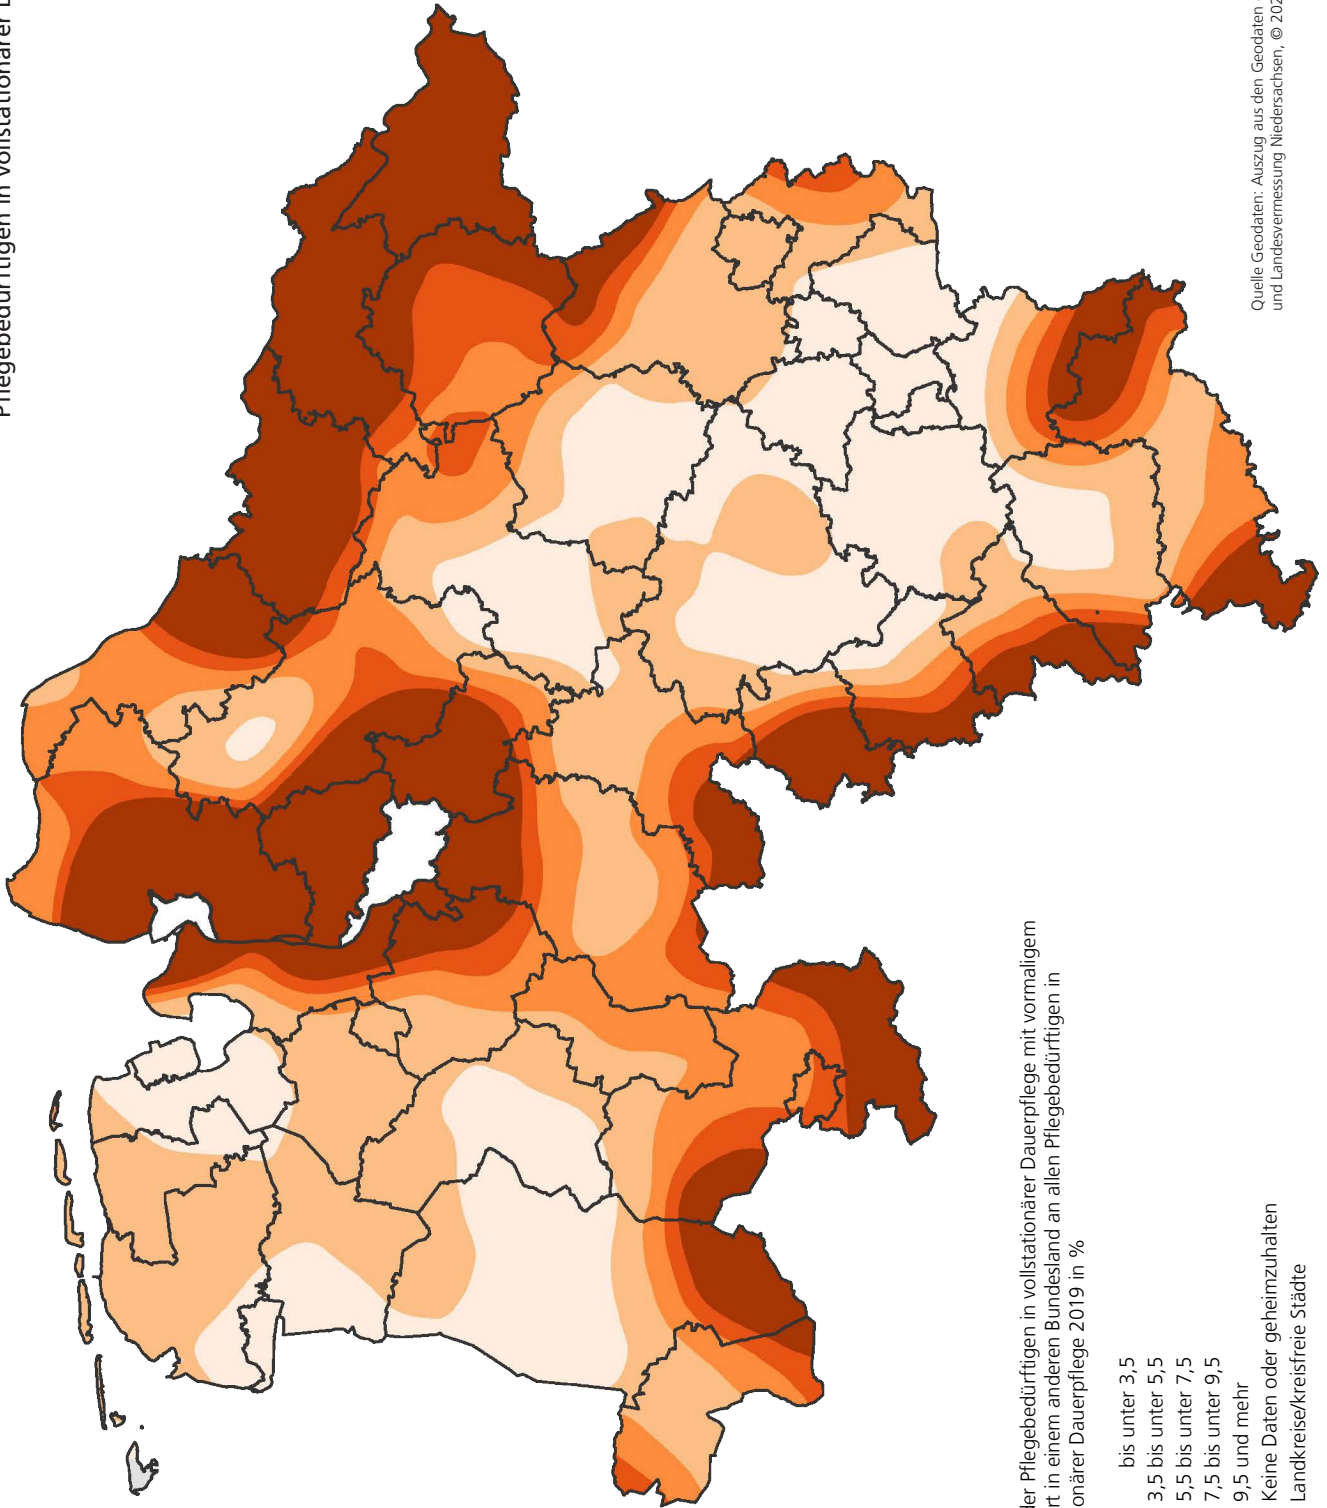 Pflegebedürftigen in vollstationärer
ler Pflegebedürftigen in vollstationärer Dauerpflege mit vormaligem
rt in einem anderen Bundesland an allen Pflegebedürftigen in
onärer Dauerpflege 2019 in %
bis unter 3,5
3,5 bis unter 5,5
5,5 bis unter 7,5
7,5 bis unter 9,5
9,5 und mehr
Keine Daten oder geheimzuhalten
Landkreise/kreisfreie Städte
Quelle Geodaten: Auszug aus den Geodaten
und Landesvermessung Niedersachsen, © 202